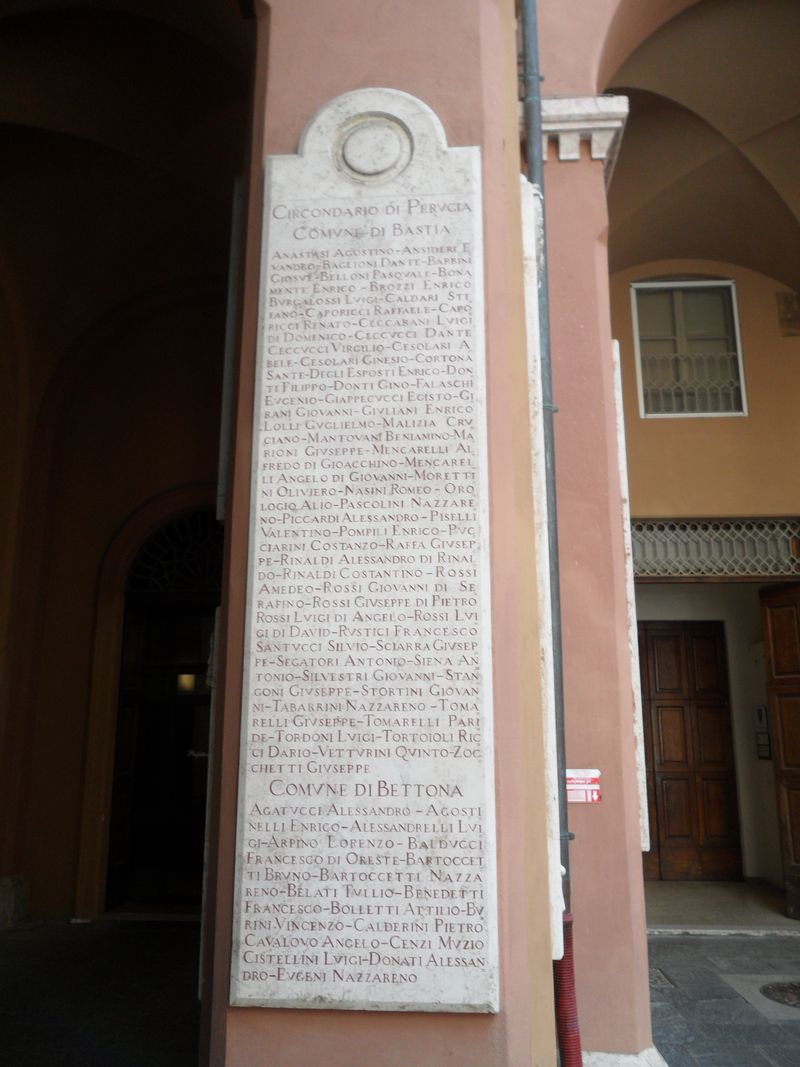 CIRCONDARIO DI PERVGIA
COMVNE DI BASTIA
ANASTASI AGOSTINO-ANSIDERI E
VANDRO-BAGLIONI DANTE-BARBINI
GIOSVE'-BELLONI PASQVALE-BONA
MENTE ENRICO-BROZZI ENRICO
BVRGALOSSI LVIGI-CALDARI STE
FANO-CAPORICCI RAFFAELE-CAPO
RICCI RENATO-CECCARANI LVIGI
DI DOMENICO-CECCVCCI DANTE
CECCVCCI VIRGILIO-CESOLARI A
BELE-CESOLARI GINESIO-CORTONA
SANTE-DEGLI ESPOSTI ENRICO-DON
TI FILIPPO-DONTI GINO-FALASCHI
EVGENIO-GIAPPECVCCI EGISTO-GI
BANI GIOVANNI-GIVLIANI ENRICO
LOLLI GVGLIELMO-MALIZIA CRV
CIANO-MANTOVANI BENIAMINO-MA
RIONI GIVSEPPE-MENCARELLI AL
FREDO DI GIOACCHINO-MENCAREL
LI ANGELO DI GIOVANNI-MORETTI
NI OLIVIERO-NASINI ROMEO-ORO
LOGIO ALIO-PASCOLINI NAZZARE
NO-PICCARDI ALESSANDRO-PISELLI
VALENTINO-POMPILI ENRICO-PVC
CIARINI COSTANZO-RAFFA GIVSEP
PE-RINALDI ALESSANDRO DI RINAL
DO-RINALDI COSTANTINO-ROSSI
AMEDEO-ROSSI GIOVANNI DI SE
RAFINO-ROSSI GIVSEPPE DI PIETRO
ROSSI LVIGI DI ANGELO-ROSSI LVI
GI DI DAVID-RVSTICI FRANCESCO
SANTVCCI SILVIO-SCIARRA GIVSEP
PE-SEGATORI ANTONIO-SIENA AN
TONIO-SILVESTRI GIOVANNI-STAN
GONI GIVSEPPE-STORTINI GIOVAN
NI-TABARRINI NAZZARENO-TOMA
RELLI GIVSEPPE-TOMARELLI PARI
DE-TORDONI LVIGI-TORTOIOLI RIC
CI DARIO-VETTVRINI QVINTO-ZOC
CHETTI GIVSEPPE
COMVNE DI BETTONA
AGATVCCI ALESSANDRO-AGOSTI
NELLI ENRICO-ALESSANDRELLI LVI
GI-ARPINO LORENZO-BALDVCCI
FRANCESCO DI ORESTE-BARTOCCET
TI BRVNO-BARTOCCETTI NAZZA
RENO-BELATI TVLLIO-BENEDETTI
FRANCESCO-BOLLETTI ATTILIO-BV
RINI VINCENZO-CALDERINI PIETRO
CAVALOVO ANGELO-CENZI MVZIO
CISTELLINI LVIGI-DONATI ALESSAN
DRO-EVGENI NAZZARENO